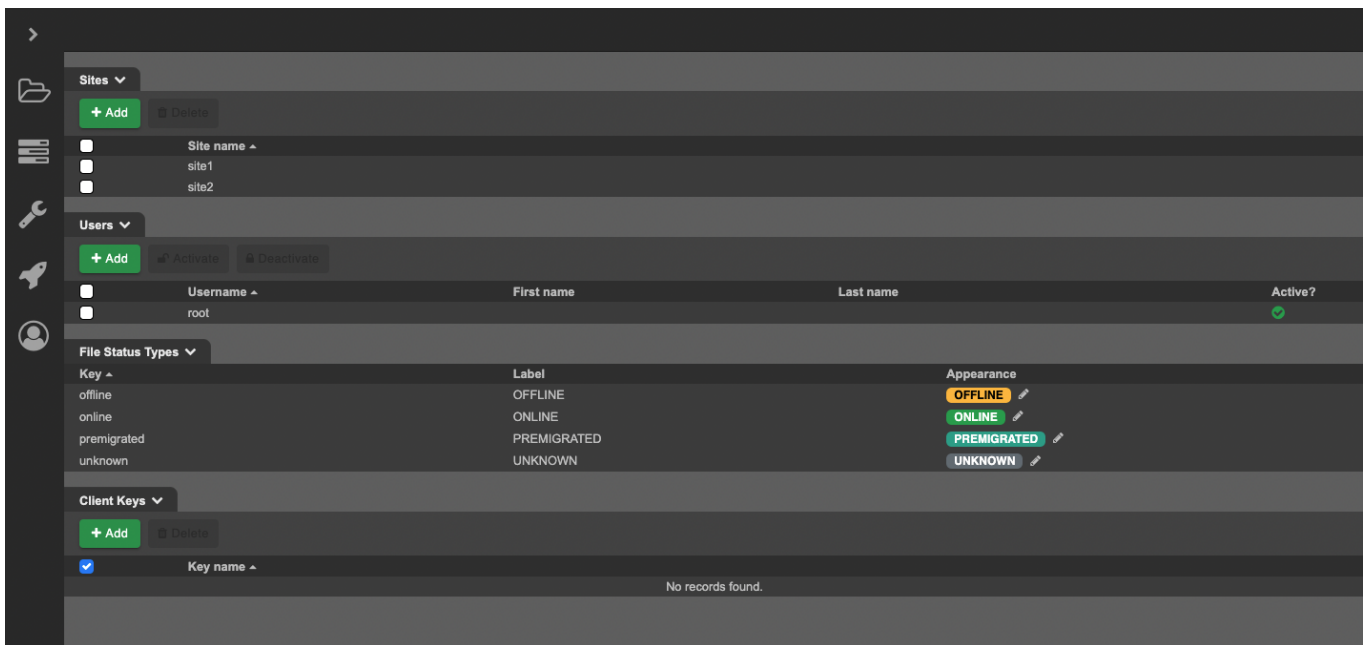 Sites
Add Delete
Site name
site1
site2
Users
Add Activate Deactivate
Username First name Last name Active?
root
File Status Types
Key Label Appearance
offline OFFLINE OFFLINE
online ONLINE ONLINE
premigrated PREMIGRATED PREMIGRATED
unknown UNKNOWN UNKNOWN
Client Keys
Add Delete
Key name
No records found.